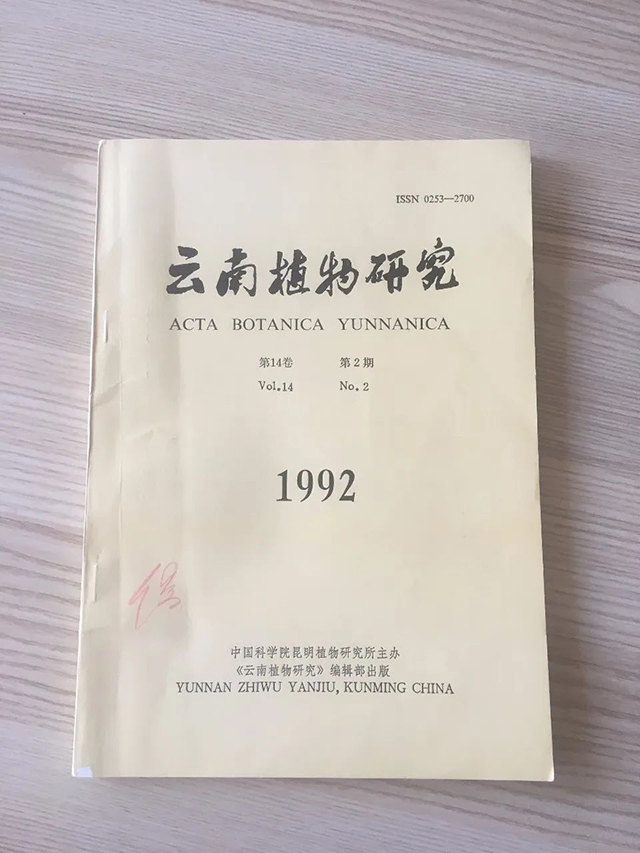 ISSN 0253—2700
云南植物研究
ACTA BOTANICA YUNNANICA
第14卷 第2期
Vol.14 No.2
1992
中国科学院昆明植物研究所主办
《云南植物研究》编辑部出版
YUNNAN ZHIWU YANJIU, KUNMING CHINA